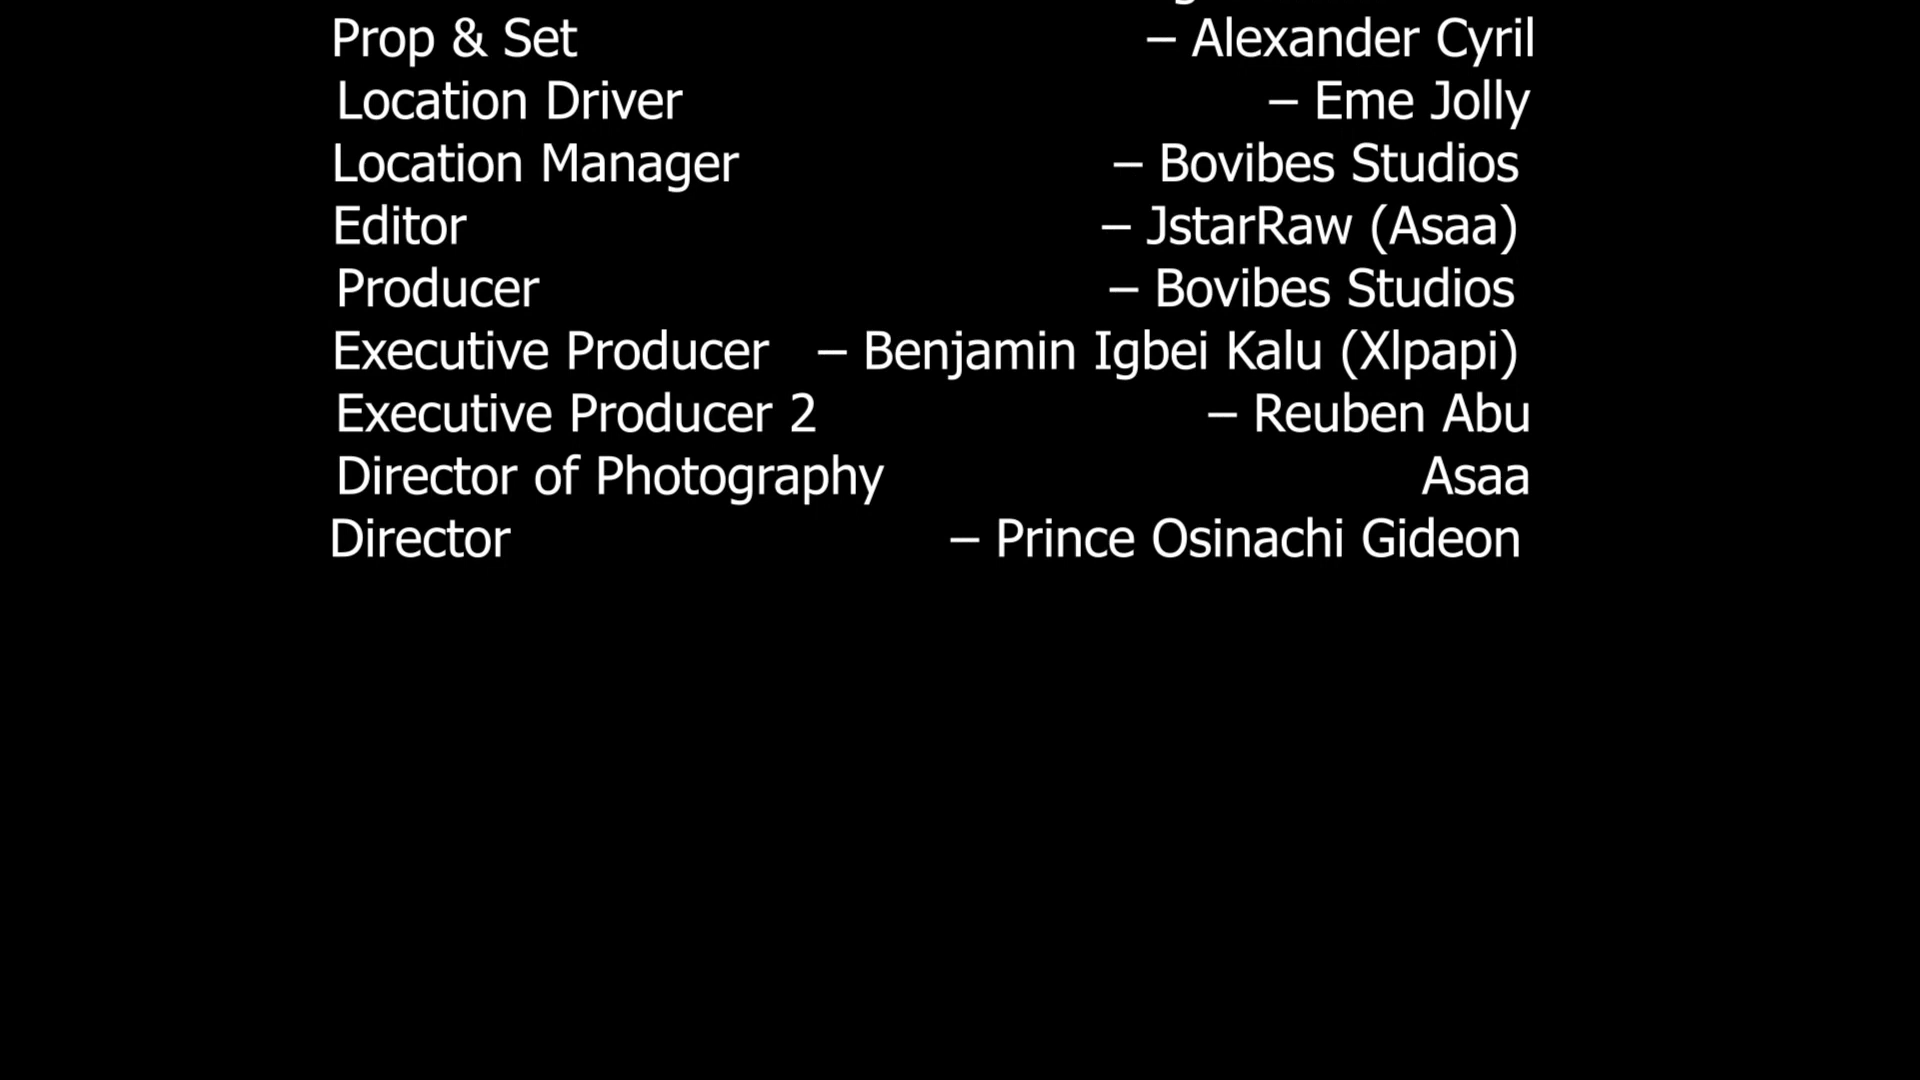 Prop & Set – Alexander Cyril
Location Driver – Eme Jolly
Location Manager – Bovibes Studios
Editor – JstarRaw (Asaa)
Producer – Bovibes Studios
Executive Producer – Benjamin Igbei Kalu (Xlpapi)
Executive Producer 2 – Reuben Abu
Director of Photography Asaa
Director – Prince Osinachi Gideon